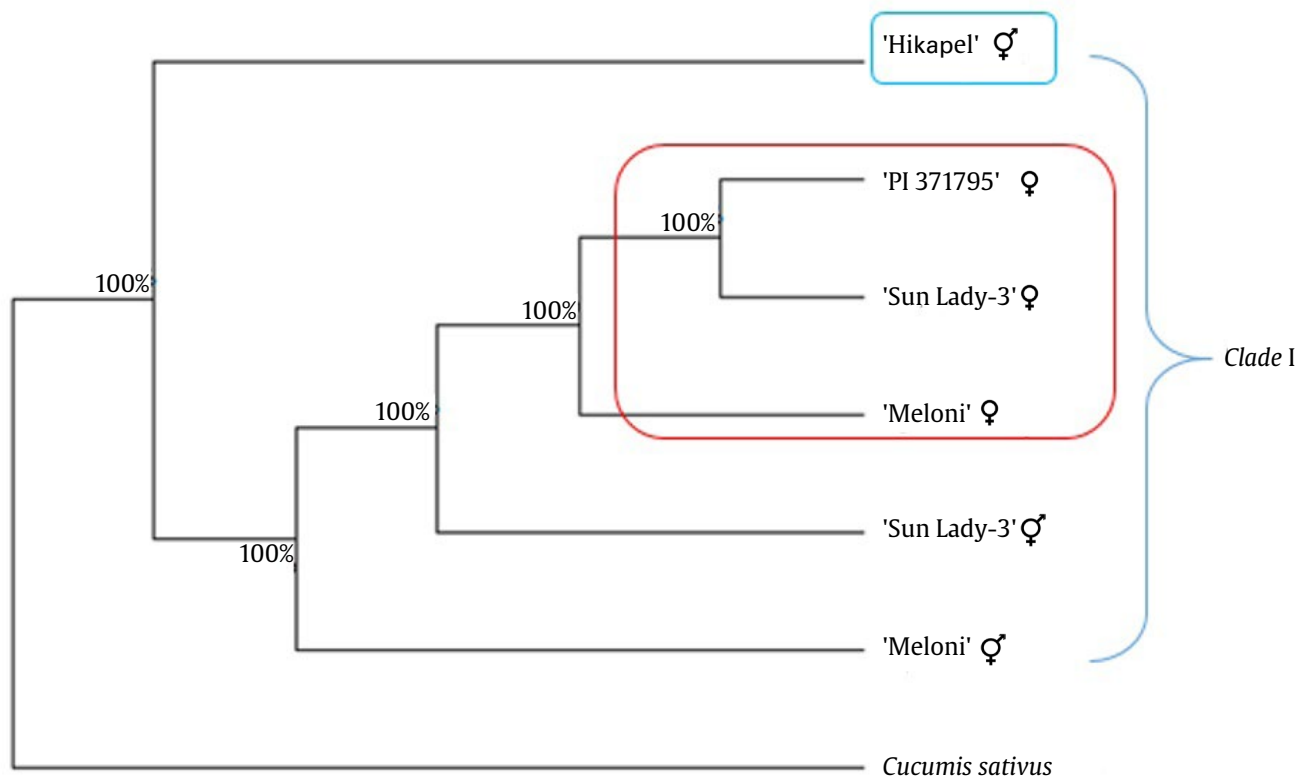 'Hikapel' ⚥
'PI 371795' ♀
100%
'Sun Lady-3' ♀
100%
100%
'Meloni' ♀
100%
'Sun Lady-3' ⚥
100%
'Meloni' ⚥
Clade I
Cucumis sativus